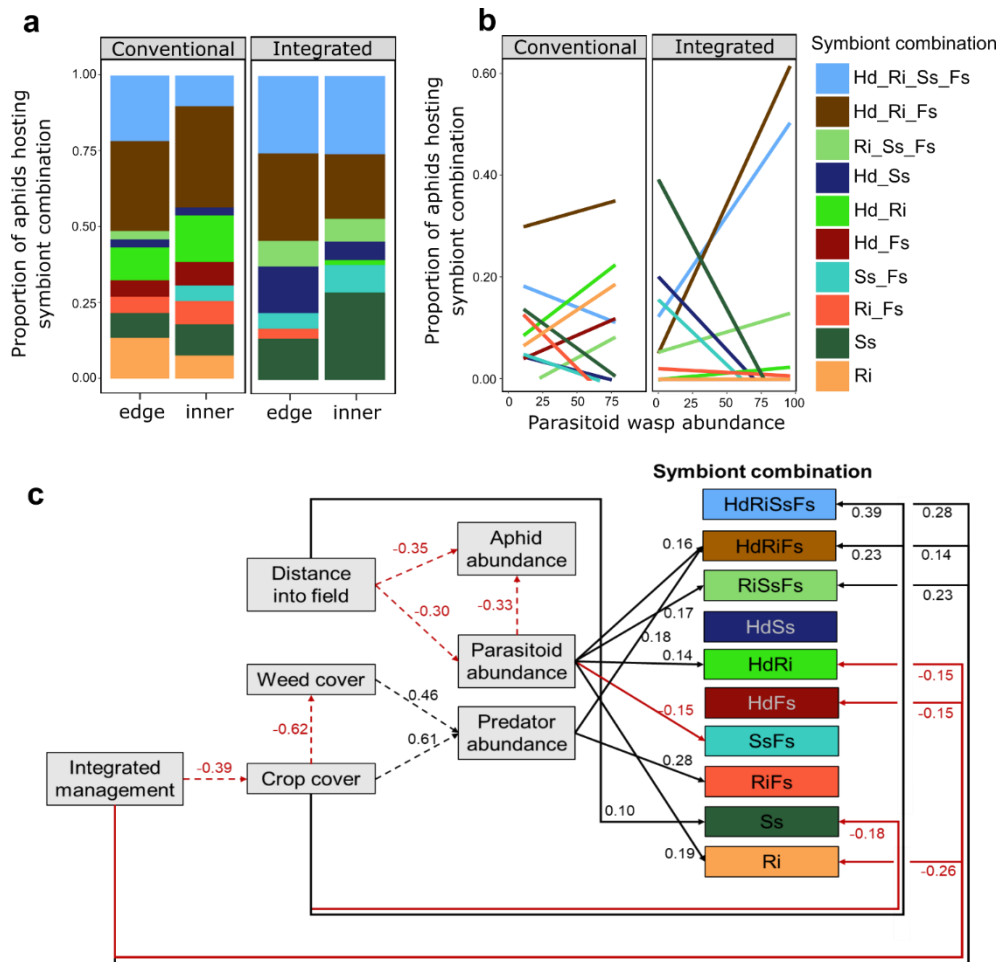 a
Conventional
Integrated
Proportion of aphids hosting
symbiont combination
1.00
0.75
0.50
0.25
0.00
edge
inner
edge
inner
b
Conventional
Integrated
Proportion of aphids hosting
symbiont combination
0.60
0.40
0.20
0.00
0
25
50
75
0
25
50
75
100
Parasitoid wasp abundance
Symbiont combination
Hd_Ri_Ss_Fs
Hd_Ri_Fs
Ri_Ss_Fs
Hd_Ss
Hd_Ri
Hd_Fs
Ss_Fs
Ri_Fs
Ss
Ri
c
Symbiont combination
Integrated
management
-0.39
Crop cover
-0.62
Weed cover
0.46
0.61
Distance
into field
-0.35
-0.30
Aphid
abundance
-0.33
Parasitoid
abundance
Predator
abundance
0.16
0.17
0.18
0.14
-0.15
0.28
0.10
0.19
HdRiSsFs
HdRiFs
RiSsFs
HdSs
HdRi
HdFs
SsFs
RiFs
Ss
Ri
0.39
0.28
0.23
0.14
0.23
-0.15
-0.15
-0.18
-0.26